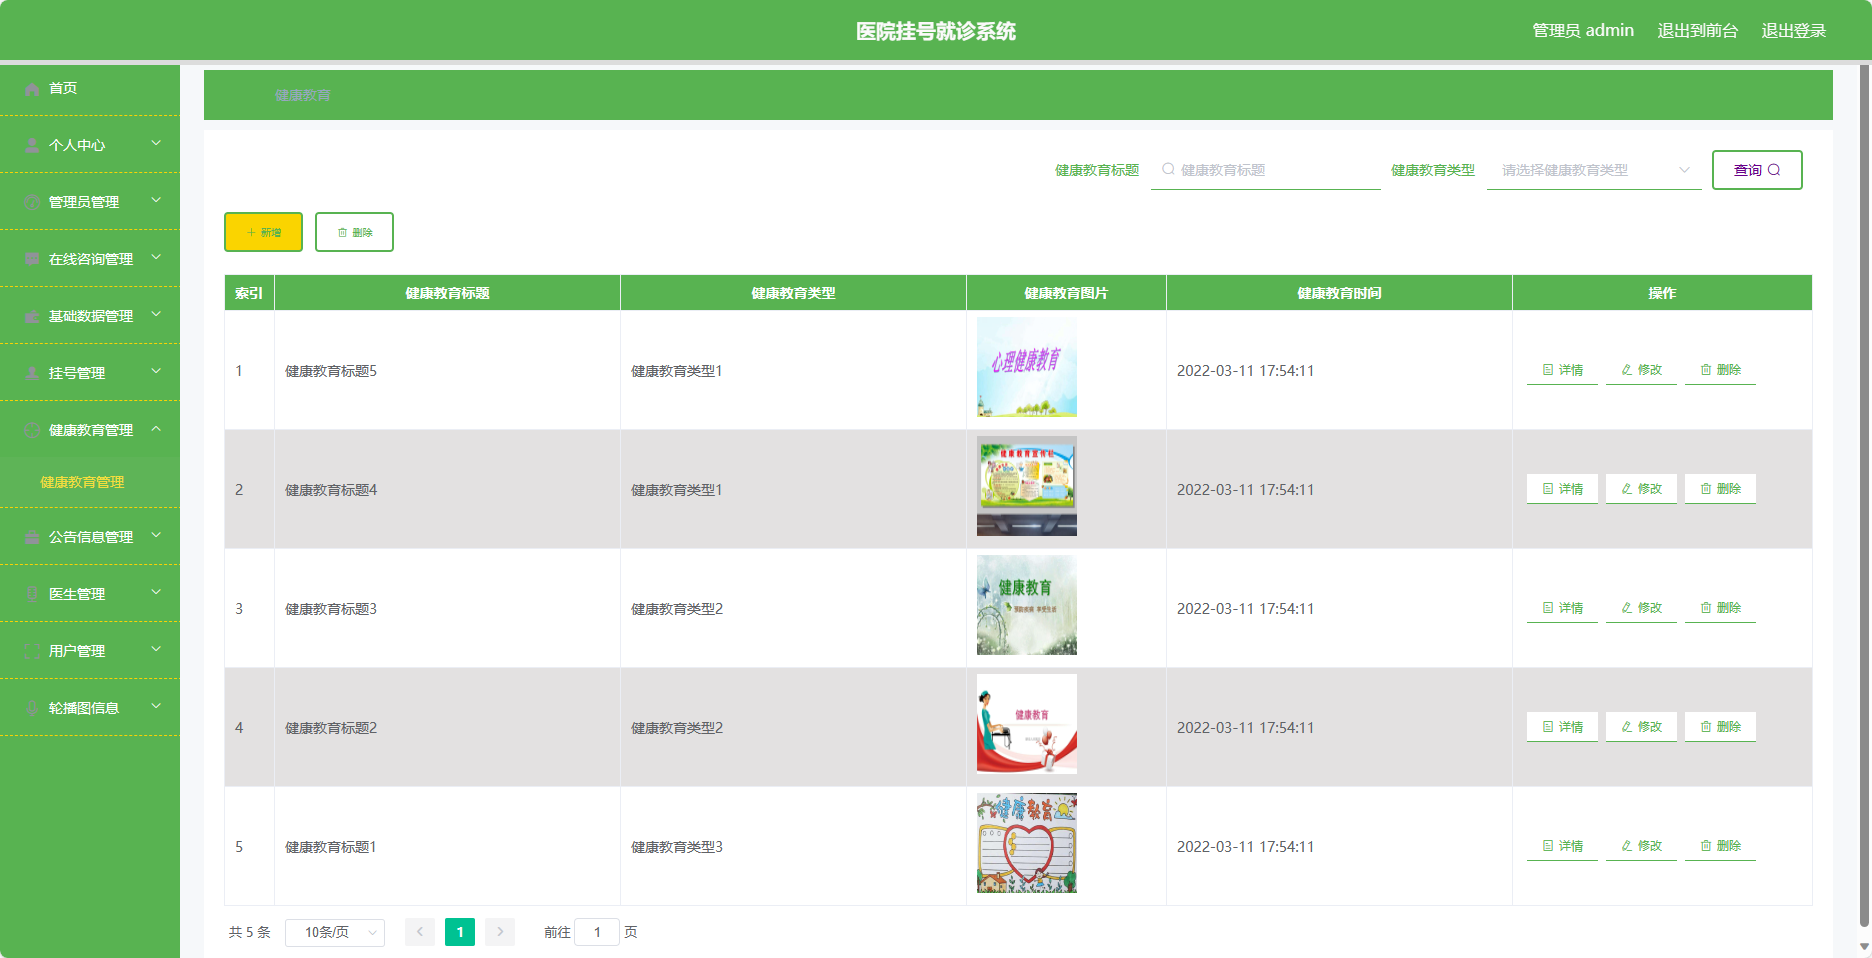 医院挂号就诊系统
管理员 admin 退出到前台 退出登录
首页
个人中心
管理员管理
在线咨询管理
基础数据管理
挂号管理
健康教育管理
健康教育管理
公告信息管理
医生管理
用户管理
轮播图信息
健康教育
健康教育标题 健康教育标题 健康教育类型 请选择健康教育类型 查询
新增 删除
索引 健康教育标题 健康教育类型 健康教育图片 健康教育时间 操作
1 健康教育标题5 健康教育类型1 心理健康教育 2022-03-11 17:54:11 详情 修改 删除
2 健康教育标题4 健康教育类型1 健康教育宣传栏 2022-03-11 17:54:11 详情 修改 删除
3 健康教育标题3 健康教育类型2 健康教育 2022-03-11 17:54:11 详情 修改 删除
4 健康教育标题2 健康教育类型2 健康教育 2022-03-11 17:54:11 详情 修改 删除
5 健康教育标题1 健康教育类型3 健康教育 2022-03-11 17:54:11 详情 修改 删除
共 5 条 10条/页 1 前往 1 页